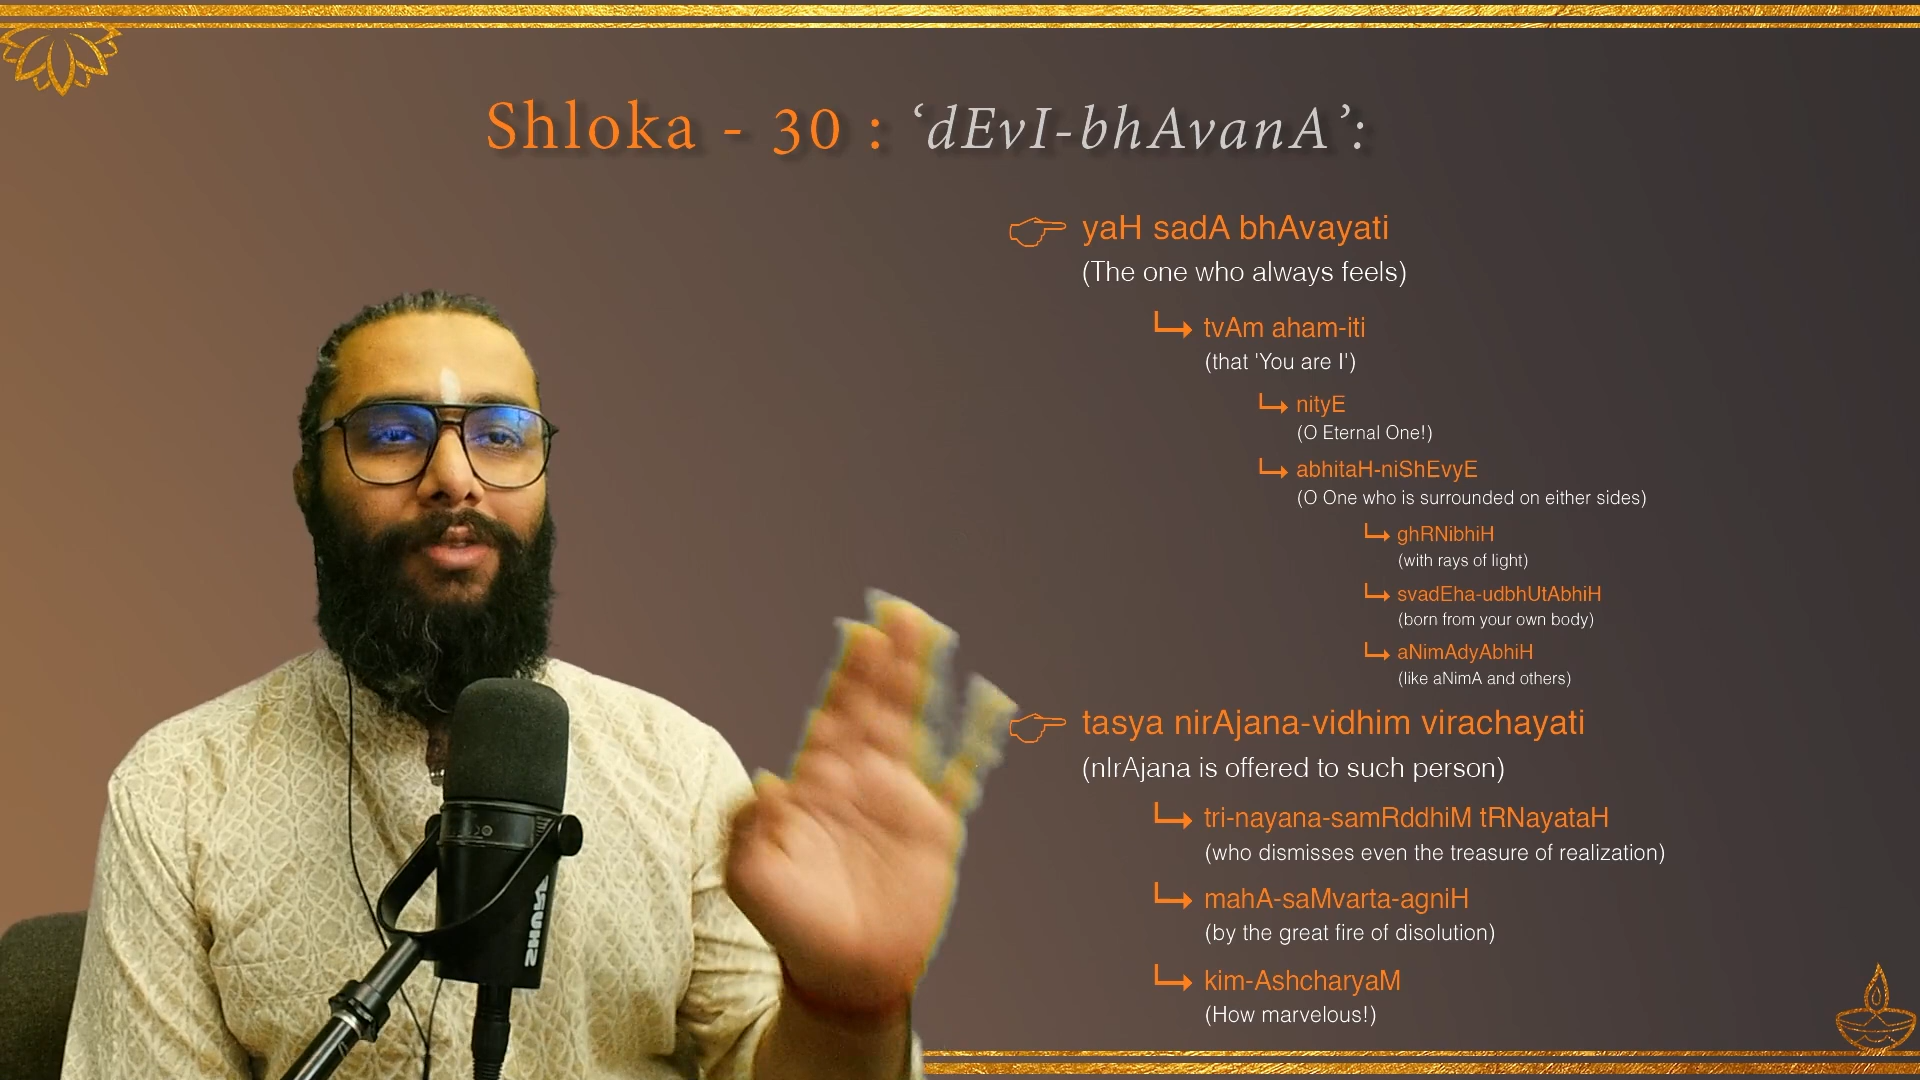 Shloka - 30 : ‘dEvI-bhAvanA’:
yaH sadA bhAvayati
(The one who always feels)
tvAm aham-iti
(that 'You are I')
nityE
(O Eternal One!)
abhitaH-niShEvyE
(O One who is surrounded on either sides)
ghRNibhiH
(with rays of light)
svadEha-udbhUtAbhiH
(born from your own body)
aNimAdyAbhiH
(like aNimA and others)
tasya nirAjana-vidhim virachayati
(nIrAjana is offered to such person)
tri-nayana-samRddhiM tRNayataH
(who dismisses even the treasure of realization)
mahA-saMvarta-agniH
(by the great fire of disolution)
kim-AshcharyaM
(How marvelous!)
SHURE